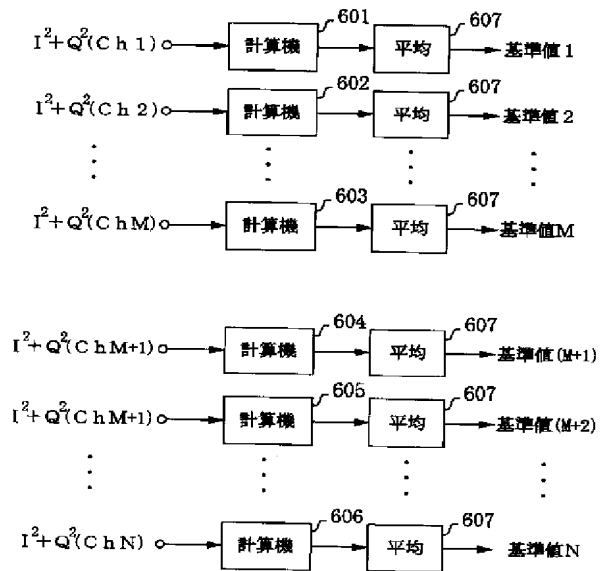 601 607
I²+Q²(Ch1) 計算機 平均 基準値1
602 607
I²+Q²(Ch2) 計算機 平均 基準値2
603 607
I²+Q²(ChM) 計算機 平均 基準値M
604 607
I²+Q²(ChM+1) 計算機 平均 基準値(M+1)
605 607
I²+Q²(ChM+1) 計算機 平均 基準値(M+2)
606 607
I²+Q²(ChN) 計算機 平均 基準値N